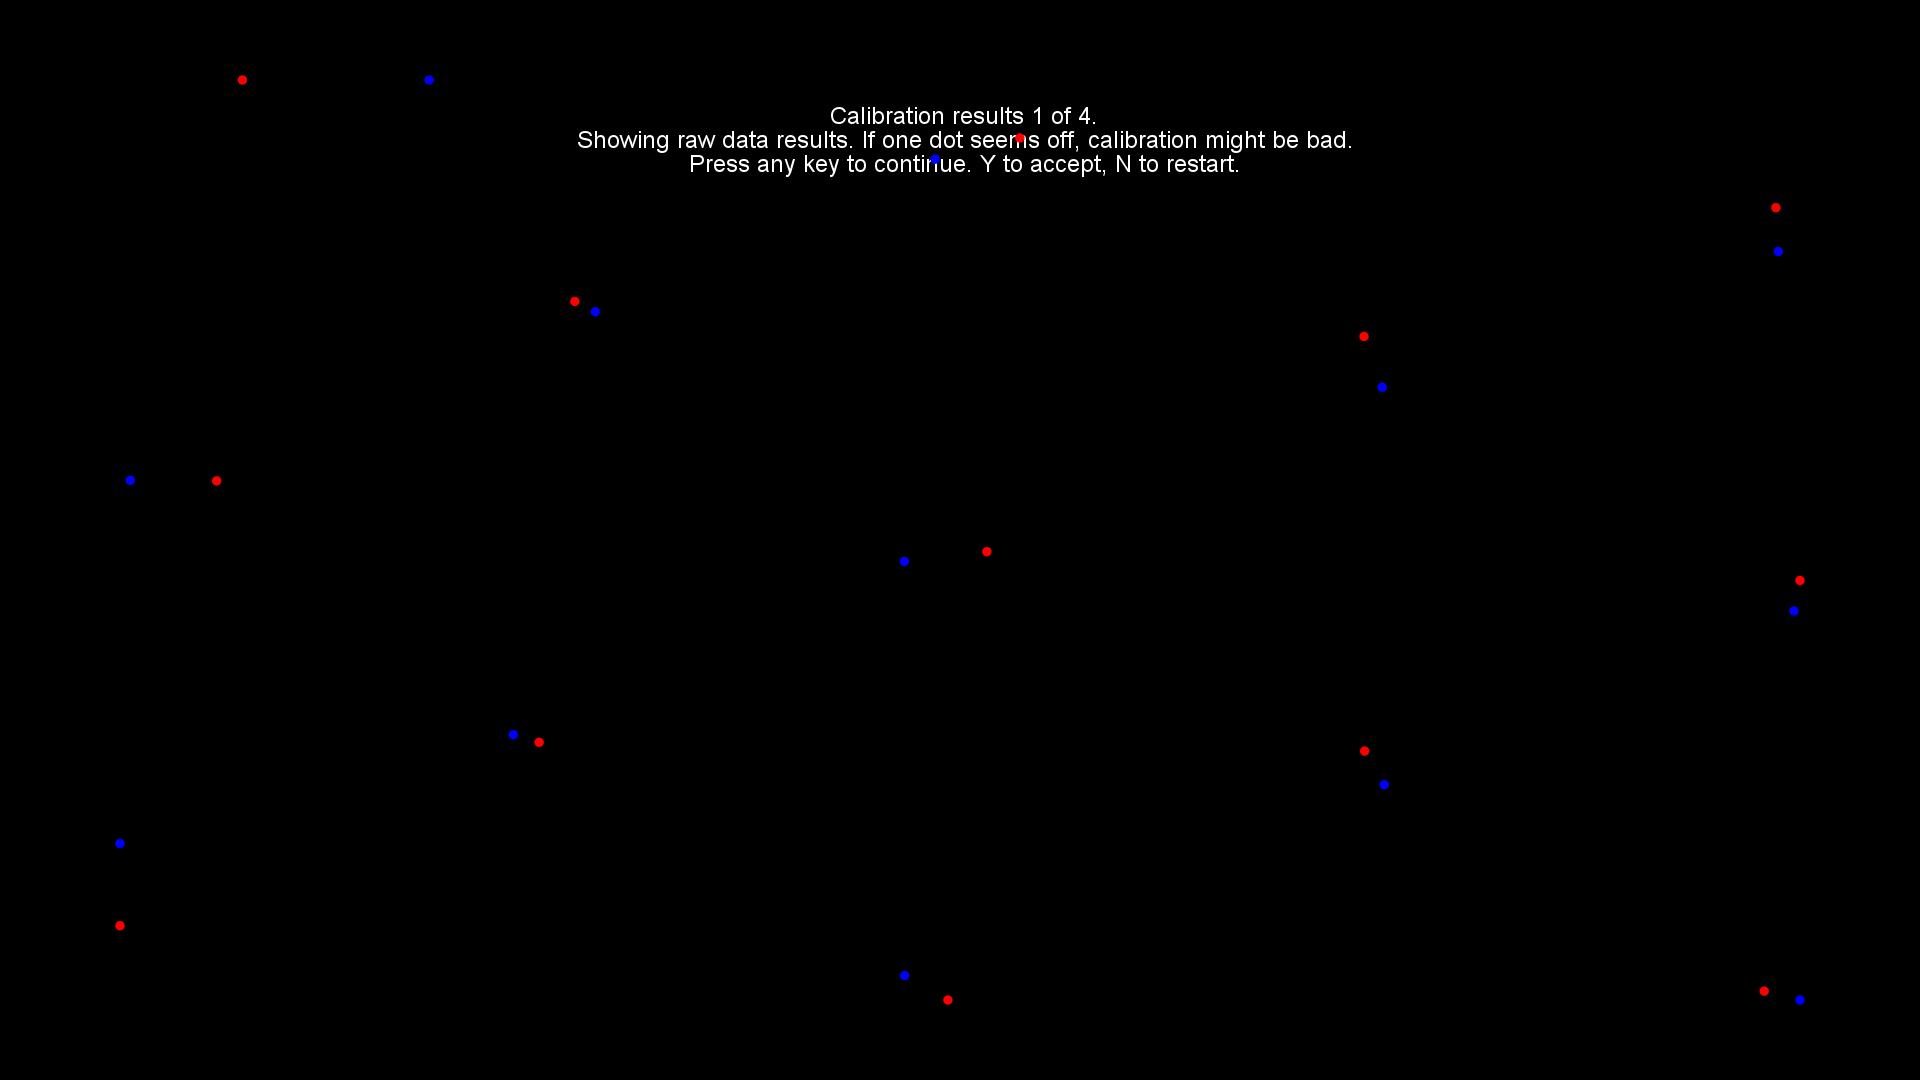 Calibration results 1 of 4.
Showing raw data results. If one dot seems off, calibration might be bad.
Press any key to continue. Y to accept, N to restart.